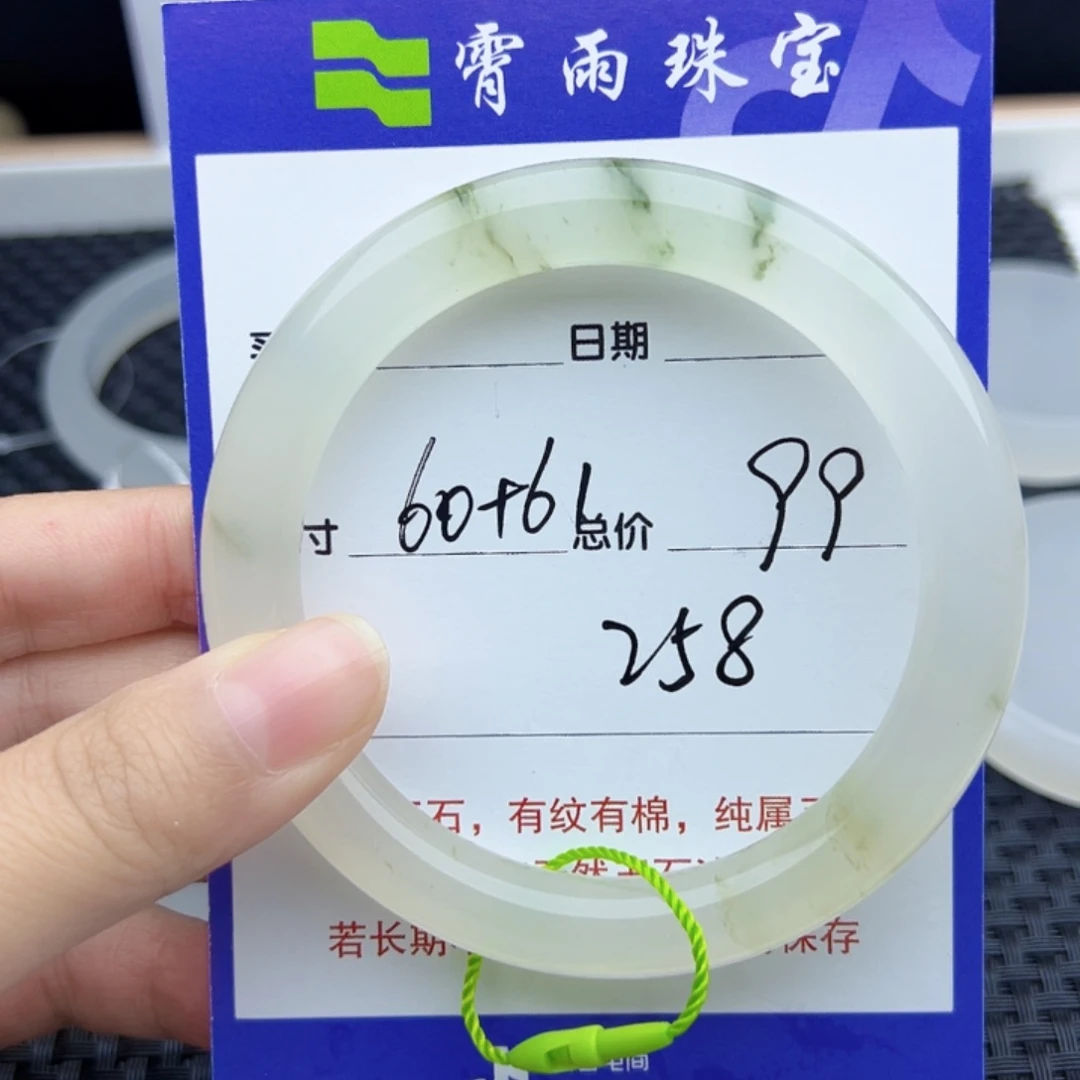 霄雨珠宝
日期
寸 60+61 总价 99
258
石，有纹有棉，纯属
然
若长期 保存